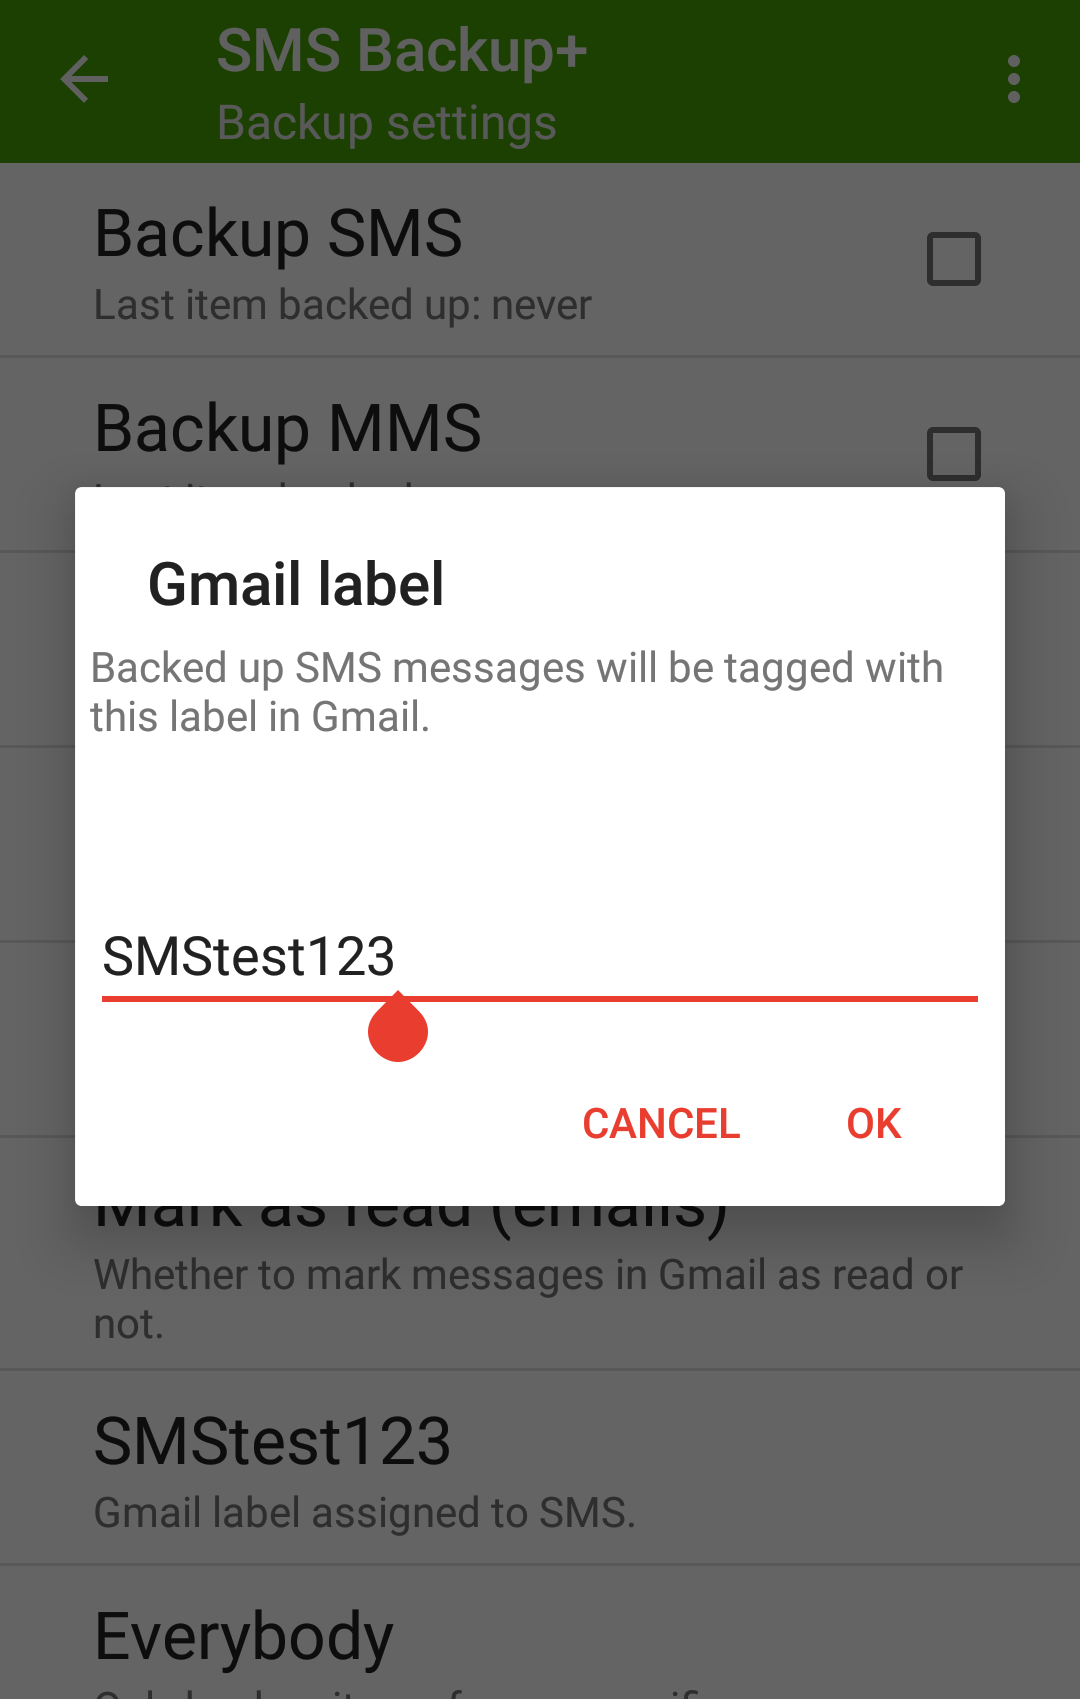 SMS Backup+
Backup settings
Backup SMS
Last item backed up: never
Backup MMS
Gmail label
Backed up SMS messages will be tagged with
this label in Gmail.
SMStest123
CANCEL OK
Mark as read (emails)
Whether to mark messages in Gmail as read or
not.
SMStest123
Gmail label assigned to SMS.
Everybody